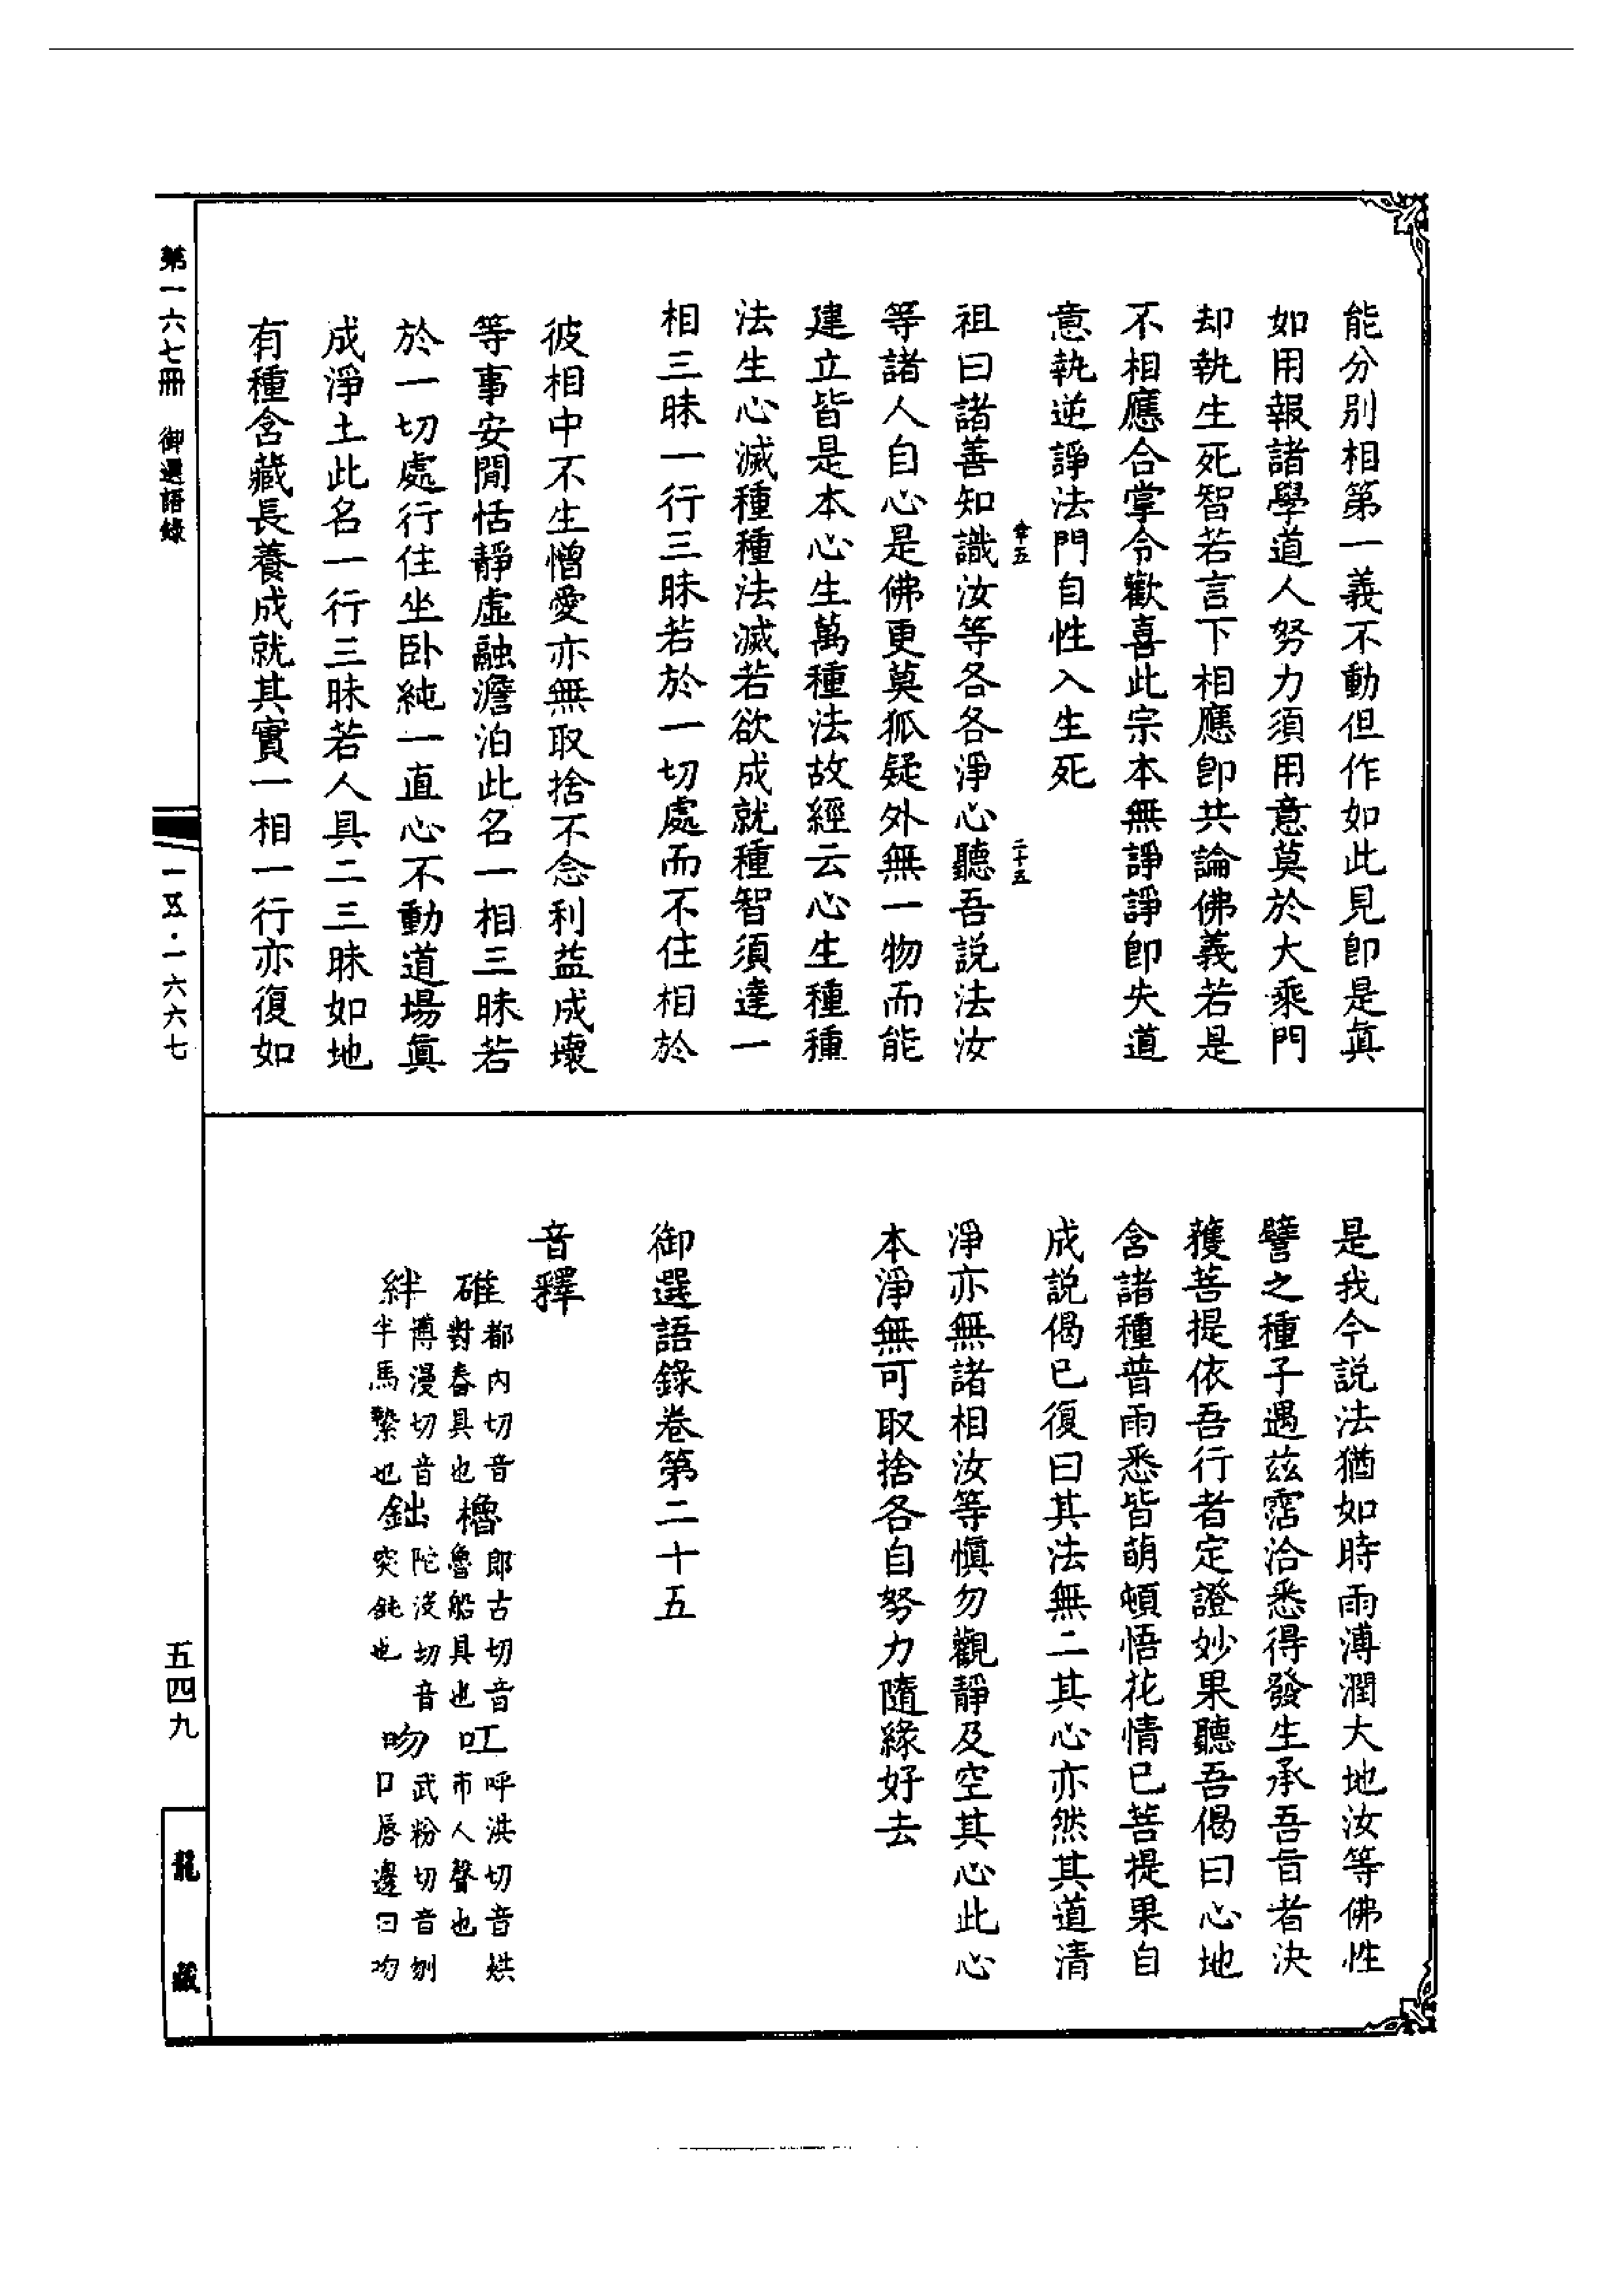 能分別相第一義不動但作如此見即是眞
如用報諸學道人努力須用意莫於大乘門
却執生死智若言下相應即共論佛義若是
不相應合掌令歡喜此宗本無諍諍即失道
意執逆諍法門自性入生死
祖曰諸善知識汝等各各淨心聽吾説法汝
等諸人自心是佛更莫狐疑外無一物而能
建立皆是本心生萬種法故經云心生種種
法生心滅種種法滅若欲成就種智須達一
相三昧一行三昧若於一切處而不住相於
彼相中不生憎愛亦無取捨不念利益成壞
等事安閒恬靜虛融澹泊此名一相三昧若
於一切處行住坐卧純一直心不動道場眞
成淨土此名一行三昧若人具二三昧如地
有種含藏長養成就其實一相一行亦復如
是我今説法猶如時雨溥潤大地汝等佛性
譬之種子遇茲霑洽悉得發生承吾旨者決
獲菩提依吾行者定證妙果聽吾偈曰心地
含諸種普雨悉皆萌頓悟花情已菩提果自
成説偈已復曰其法無二其心亦然其道清
淨亦無諸相汝等愼勿觀靜及空其心此心
本淨無可取捨各自努力隨緣好去
御選語錄卷第二十五
音釋
碓都内切音對舂具也 櫓郎古切音魯船具也 吽呼洪切音烘市人聲也
絆博漫切音半馬縶也 鈯陀沒切音突鈍也 吻武粉切音刎口唇邊曰吻
第一六七冊 御選語錄
一五五·一六六七
五四九
龍藏